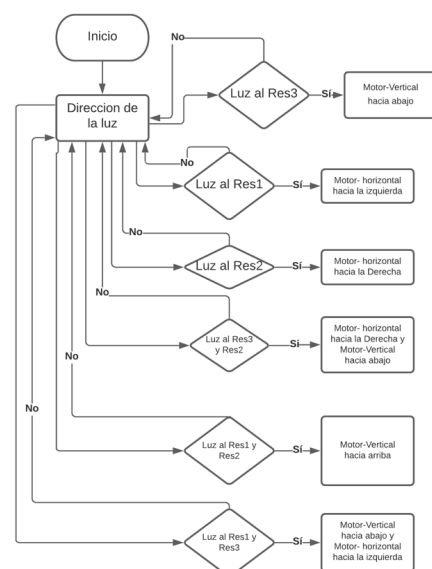 Inicio
No
Direccion de
la luz
Luz al Res3
Sí
Motor-Vertical
hacia abajo
No
Luz al Res1
Sí
Motor- horizontal
hacia la izquierda
No
Luz al Res2
Sí
Motor- horizontal
hacia la Derecha
No
Luz al Res3
y Res2
Si
Motor- horizontal
hacia la Derecha y
Motor-Vertical
hacia abajo
No
Luz al Res1 y
Res2
Sí
Motor-Vertical
hacia arriba
No
Luz al Res1 y
Res3
Sí
Motor-Vertical
hacia abajo y
Motor- horizontal
hacia la izquierda